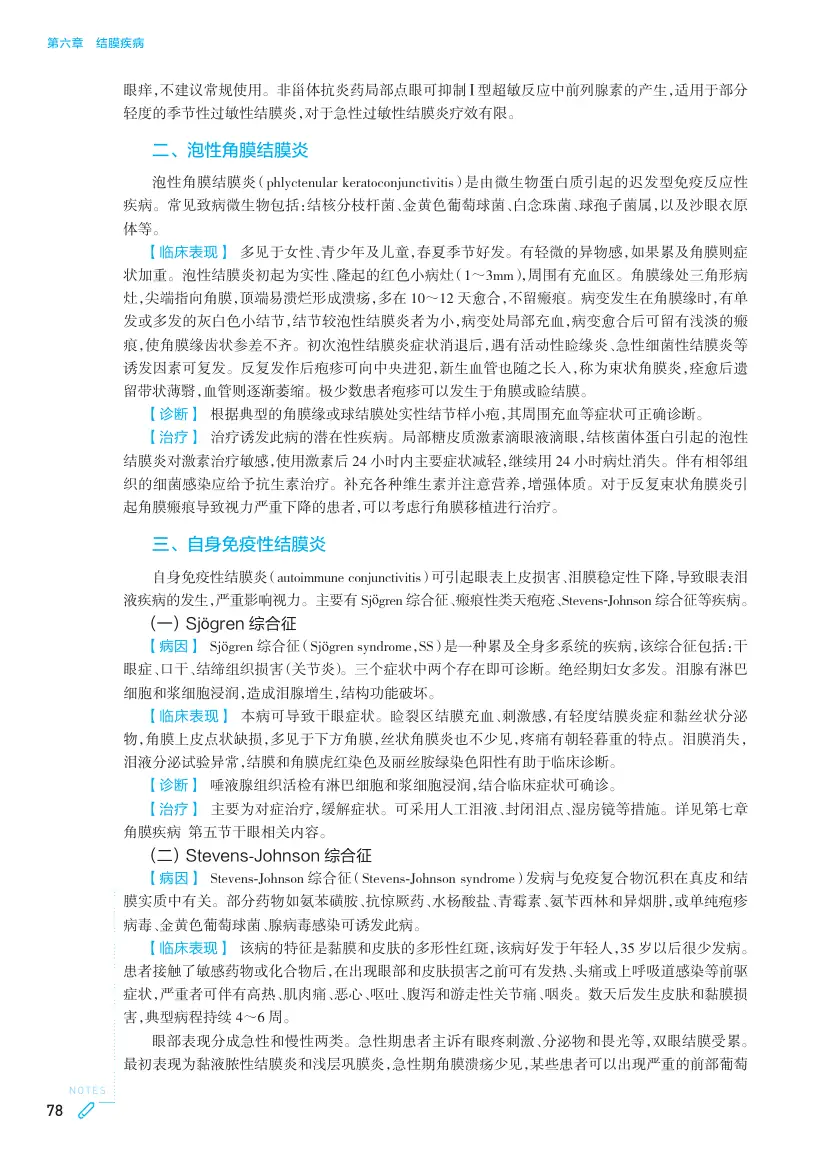 第六章 结膜疾病
眼痒,不建议常规使用。非甾体抗炎药局部点眼可抑制Ⅰ型超敏反应中前列腺素的产生,适用于部分
轻度的季节性过敏性结膜炎,对于急性过敏性结膜炎疗效有限。
二、泡性角膜结膜炎
泡性角膜结膜炎(phlyctenular keratoconjunctivitis)是由微生物蛋白质引起的迟发型免疫反应性
疾病。常见致病微生物包括:结核分枝杆菌、金黄色葡萄球菌、白念珠菌、球孢子菌属,以及沙眼衣原
体等。
【临床表现】 多见于女性、青少年及儿童,春夏季节好发。有轻微的异物感,如果累及角膜则症
状加重。泡性结膜炎初起为实性、隆起的红色小病灶(1～3mm),周围有充血区。角膜缘处三角形病
灶,尖端指向角膜,顶端易溃烂形成溃疡,多在 10～12 天愈合,不留瘢痕。病变发生在角膜缘时,有单
发或多发的灰白色小结节,结节较泡性结膜炎者为小,病变处局部充血,病变愈合后可留有浅淡的瘢
痕,使角膜缘齿状参差不齐。初次泡性结膜炎症状消退后,遇有活动性睑缘炎、急性细菌性结膜炎等
诱发因素可复发。反复发作后疱疹可向中央进犯,新生血管也随之长入,称为束状角膜炎,痊愈后遗
留带状薄翳,血管则逐渐萎缩。极少数患者疱疹可以发生于角膜或睑结膜。
【诊断】 根据典型的角膜缘或球结膜处实性结节样小疱,其周围充血等症状可正确诊断。
【治疗】 治疗诱发此病的潜在性疾病。局部糖皮质激素滴眼液滴眼,结核菌体蛋白引起的泡性
结膜炎对激素治疗敏感,使用激素后 24 小时内主要症状减轻,继续用 24 小时病灶消失。伴有相邻组
织的细菌感染应给予抗生素治疗。补充各种维生素并注意营养,增强体质。对于反复束状角膜炎引
起角膜瘢痕导致视力严重下降的患者,可以考虑行角膜移植进行治疗。
三、自身免疫性结膜炎
自身免疫性结膜炎(autoimmune conjunctivitis)可引起眼表上皮损害、泪膜稳定性下降,导致眼表泪
液疾病的发生,严重影响视力。主要有 Sjögren 综合征、瘢痕性类天疱疮、Stevens-Johnson 综合征等疾病。
(一) Sjögren 综合征
【病因】 Sjögren 综合征(Sjögren syndrome,SS)是一种累及全身多系统的疾病,该综合征包括:干
眼症、口干、结缔组织损害(关节炎)。三个症状中两个存在即可诊断。绝经期妇女多发。泪腺有淋巴
细胞和浆细胞浸润,造成泪腺增生,结构功能破坏。
【临床表现】 本病可导致干眼症状。睑裂区结膜充血、刺激感,有轻度结膜炎症和黏丝状分泌
物,角膜上皮点状缺损,多见于下方角膜,丝状角膜炎也不少见,疼痛有朝轻暮重的特点。泪膜消失,
泪液分泌试验异常,结膜和角膜虎红染色及丽丝胺绿染色阳性有助于临床诊断。
【诊断】 唾液腺组织活检有淋巴细胞和浆细胞浸润,结合临床症状可确诊。
【治疗】 主要为对症治疗,缓解症状。可采用人工泪液、封闭泪点、湿房镜等措施。详见第七章
角膜疾病 第五节干眼相关内容。
(二) Stevens-Johnson 综合征
【病因】 Stevens-Johnson 综合征(Stevens-Johnson syndrome)发病与免疫复合物沉积在真皮和结
膜实质中有关。部分药物如氨苯磺胺、抗惊厥药、水杨酸盐、青霉素、氨苄西林和异烟肼,或单纯疱疹
病毒、金黄色葡萄球菌、腺病毒感染可诱发此病。
【临床表现】 该病的特征是黏膜和皮肤的多形性红斑,该病好发于年轻人,35 岁以后很少发病。
患者接触了敏感药物或化合物后,在出现眼部和皮肤损害之前可有发热、头痛或上呼吸道感染等前驱
症状,严重者可伴有高热、肌肉痛、恶心、呕吐、腹泻和游走性关节痛、咽炎。数天后发生皮肤和黏膜损
害,典型病程持续 4～6 周。
眼部表现分成急性和慢性两类。急性期患者主诉有眼疼刺激、分泌物和畏光等,双眼结膜受累。
最初表现为黏液脓性结膜炎和浅层巩膜炎,急性期角膜溃疡少见,某些患者可以出现严重的前部葡萄
NOTES
78